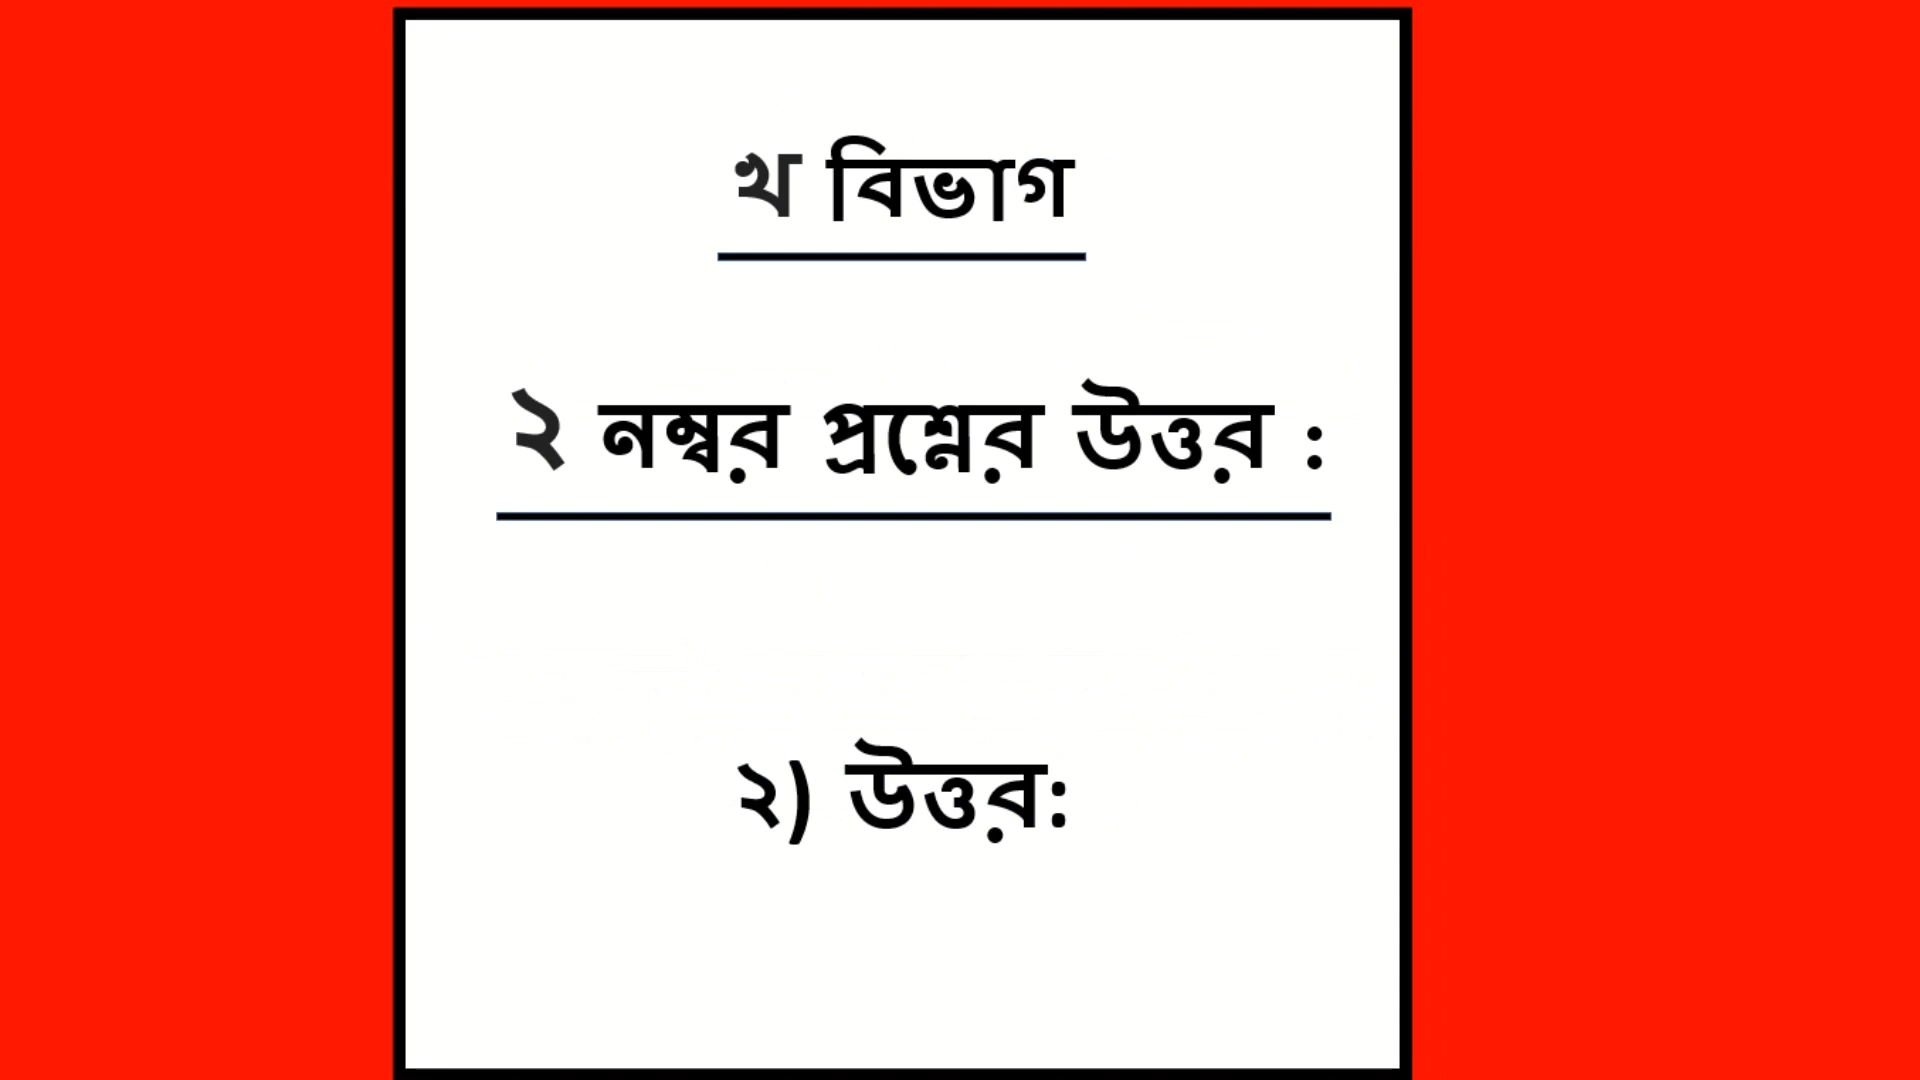 খ বিভাগ
২ নম্বর প্রশ্নের উত্তর :
২) উত্তর: